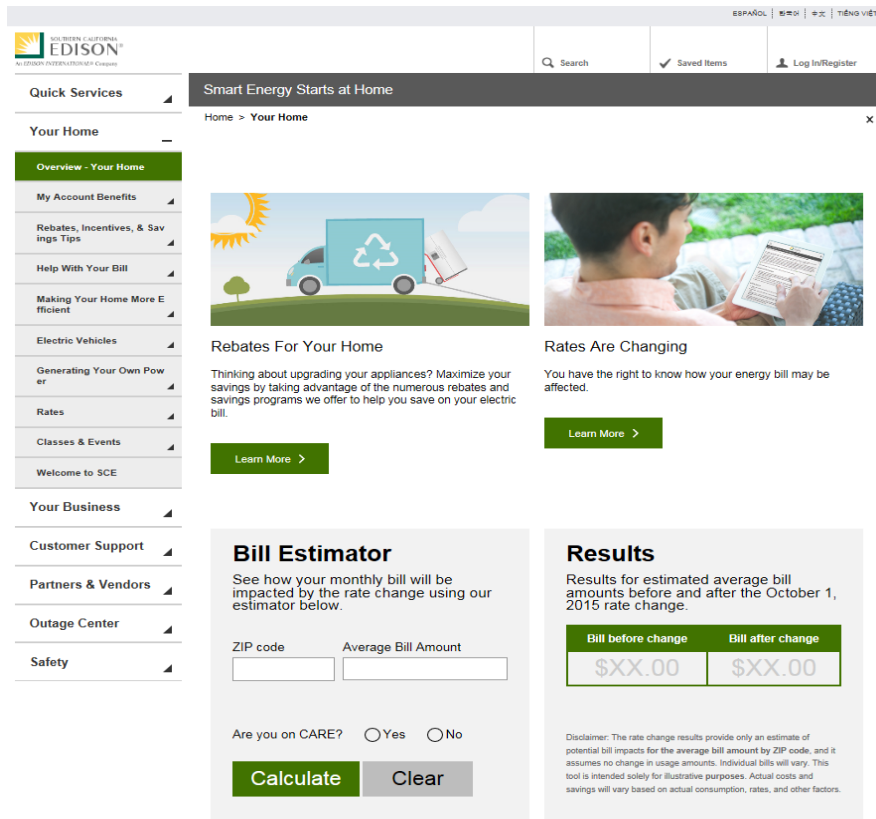 ESPAÑOL | 한국어 | 中文 | TIẾNG VIỆT
SOUTHERN CALIFORNIA
EDISON®
An EDISON INTERNATIONAL® Company
Search
Saved Items
Log In/Register
Quick Services
Your Home
Overview - Your Home
My Account Benefits
Rebates, Incentives, & Sav
ings Tips
Help With Your Bill
Making Your Home More E
fficient
Electric Vehicles
Generating Your Own Pow
er
Rates
Classes & Events
Welcome to SCE
Your Business
Customer Support
Partners & Vendors
Outage Center
Safety
Smart Energy Starts at Home
Home > Your Home
x
Rebates For Your Home
Thinking about upgrading your appliances? Maximize your
savings by taking advantage of the numerous rebates and
savings programs we offer to help you save on your electric
bill.
Learn More >
Rates Are Changing
You have the right to know how your energy bill may be
affected.
Learn More >
Bill Estimator
See how your monthly bill will be
impacted by the rate change using our
estimator below.
ZIP code Average Bill Amount
Are you on CARE? Yes No
Calculate Clear
Results
Results for estimated average bill
amounts before and after the October 1,
2015 rate change.
Bill before change Bill after change
$XX.00 $XX.00
Disclaimer: The rate change results provide only an estimate of
potential bill impacts for the average bill amount by ZIP code, and it
assumes no change in usage amounts. Individual bills will vary. This
tool is intended solely for illustrative purposes. Actual costs and
savings will vary based on actual consumption, rates, and other factors.